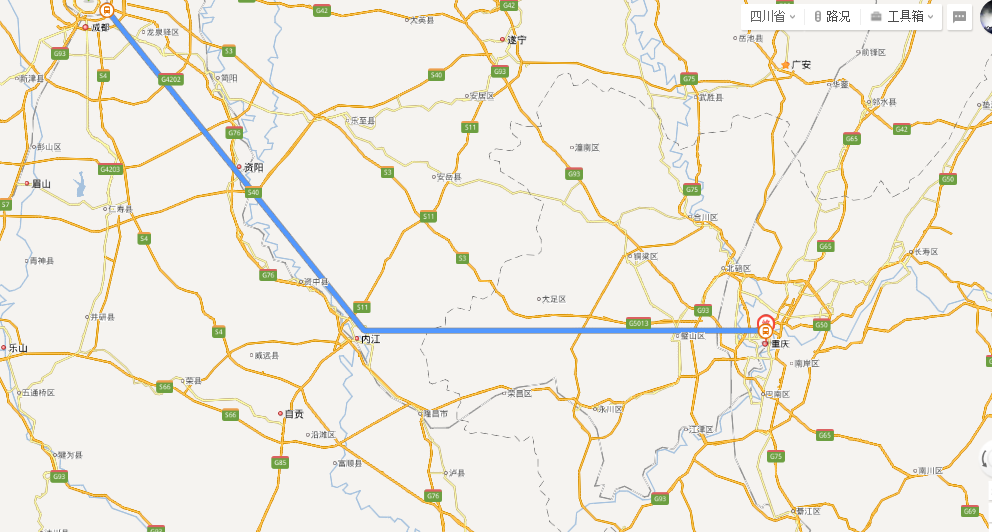 四川省
路况
工具箱
G42
大英县
G42
成都
龙泉驿区
遂宁
岳池县
G93
S3
前锋区
广安
新津县
S4
G4202
简阳
S40
G93
G75
华蓥
安居区
武胜县
邻水县
乐至县
G76
S11
G42
G65
彭山区
潼南区
资阳
G4203
S3
G93
安岳县
G50
眉山
S40
G75
S7
仁寿县
S11
合川区
S4
G65
长寿区
铜梁区
青神县
S3
北碚区
G76
资中县
大足区
S11
G93
井研县
G5013
G50
S4
内江
璧山区
重庆
乐山
威远县
南岸区
荣县
S66
五通桥区
荣昌区
巴南区
自贡
S66
隆昌市
永川区
沿滩区
江津区
G65
犍为县
G75
G85
富顺县
泸县
南川区
G93
G76
G93
綦江区
G69
G93